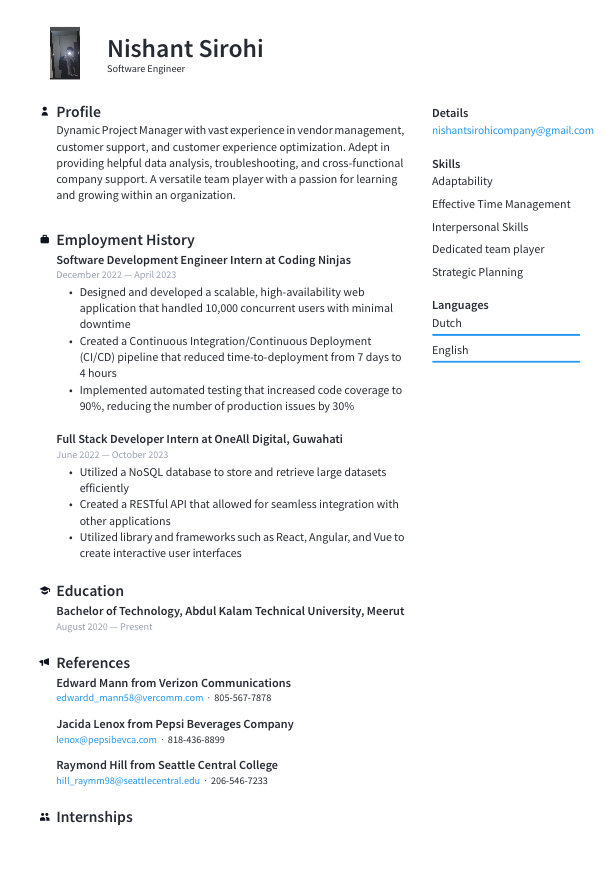 Nishant Sirohi
Software Engineer
Profile
Dynamic Project Manager with vast experience in vendor management,
customer support, and customer experience optimization. Adept in
providing helpful data analysis, troubleshooting, and cross-functional
company support. A versatile team player with a passion for learning
and growing within an organization.
Employment History
Software Development Engineer Intern at Coding Ninjas
December 2022 — April 2023
• Designed and developed a scalable, high-availability web
application that handled 10,000 concurrent users with minimal
downtime
• Created a Continuous Integration/Continuous Deployment
(CI/CD) pipeline that reduced time-to-deployment from 7 days to
4 hours
• Implemented automated testing that increased code coverage to
90%, reducing the number of production issues by 30%
Full Stack Developer Intern at OneAll Digital, Guwahati
June 2022 — October 2023
• Utilized a NoSQL database to store and retrieve large datasets
efficiently
• Created a RESTful API that allowed for seamless integration with
other applications
• Utilized library and frameworks such as React, Angular, and Vue to
create interactive user interfaces
Education
Bachelor of Technology, Abdul Kalam Technical University, Meerut
August 2020 — Present
References
Edward Mann from Verizon Communications
edwardd_mann58@vercomm.com · 805-567-7878
Jacida Lenox from Pepsi Beverages Company
lenox@pepsibevca.com · 818-436-8899
Raymond Hill from Seattle Central College
hill_raymm98@seattlecentral.edu · 206-546-7233
Internships
Details
nishantsirohicompany@gmail.com
Skills
Adaptability
Effective Time Management
Interpersonal Skills
Dedicated team player
Strategic Planning
Languages
Dutch
English